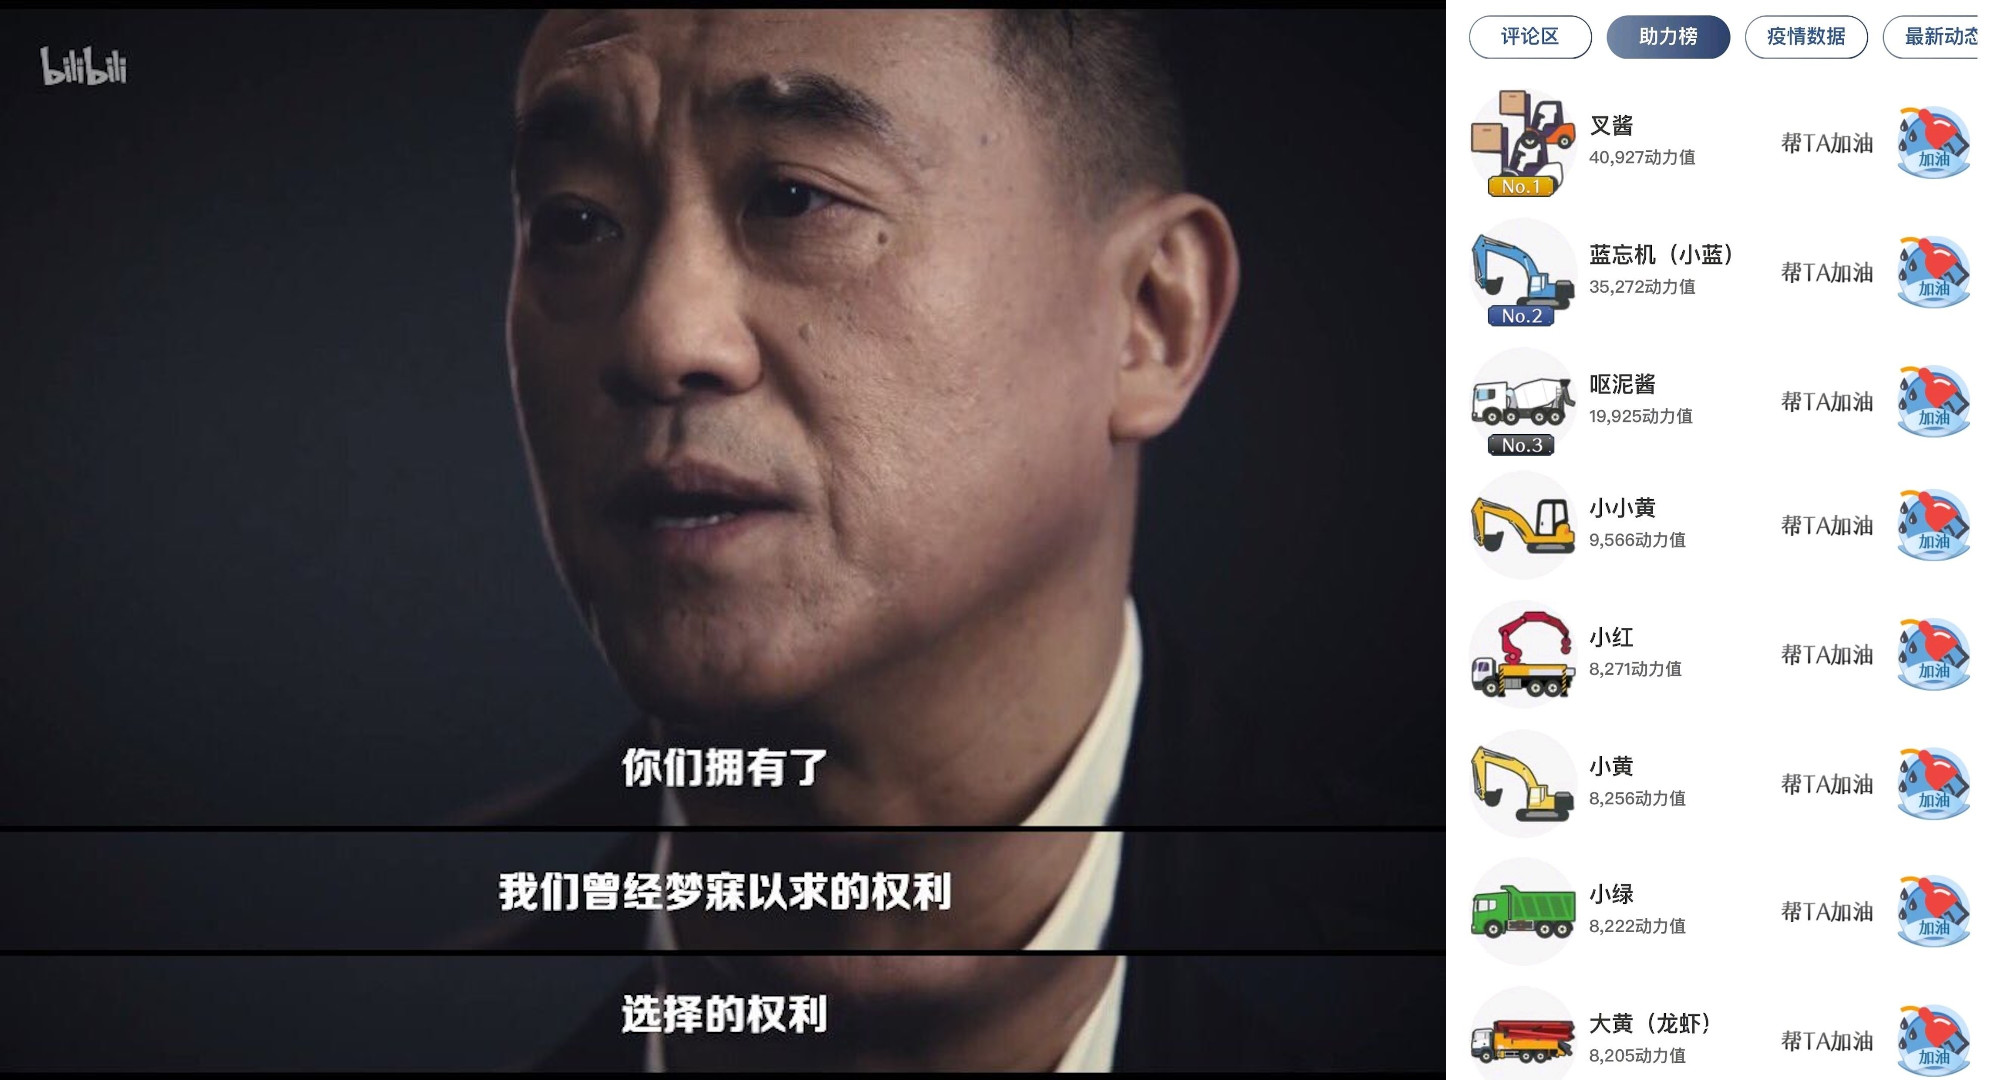 bilibili
你们拥有了
我们曾经梦寐以求的权利
选择的权利
评论区
助力榜
疫情数据
最新动态
叉酱
40,927动力值
No.1
帮TA加油
加油
蓝忘机（小蓝）
35,272动力值
No.2
帮TA加油
加油
呕泥酱
19,925动力值
No.3
帮TA加油
加油
小小黄
9,566动力值
帮TA加油
加油
小红
8,271动力值
帮TA加油
加油
小黄
8,256动力值
帮TA加油
加油
小绿
8,222动力值
帮TA加油
加油
大黄（龙虾）
8,205动力值
帮TA加油
加油